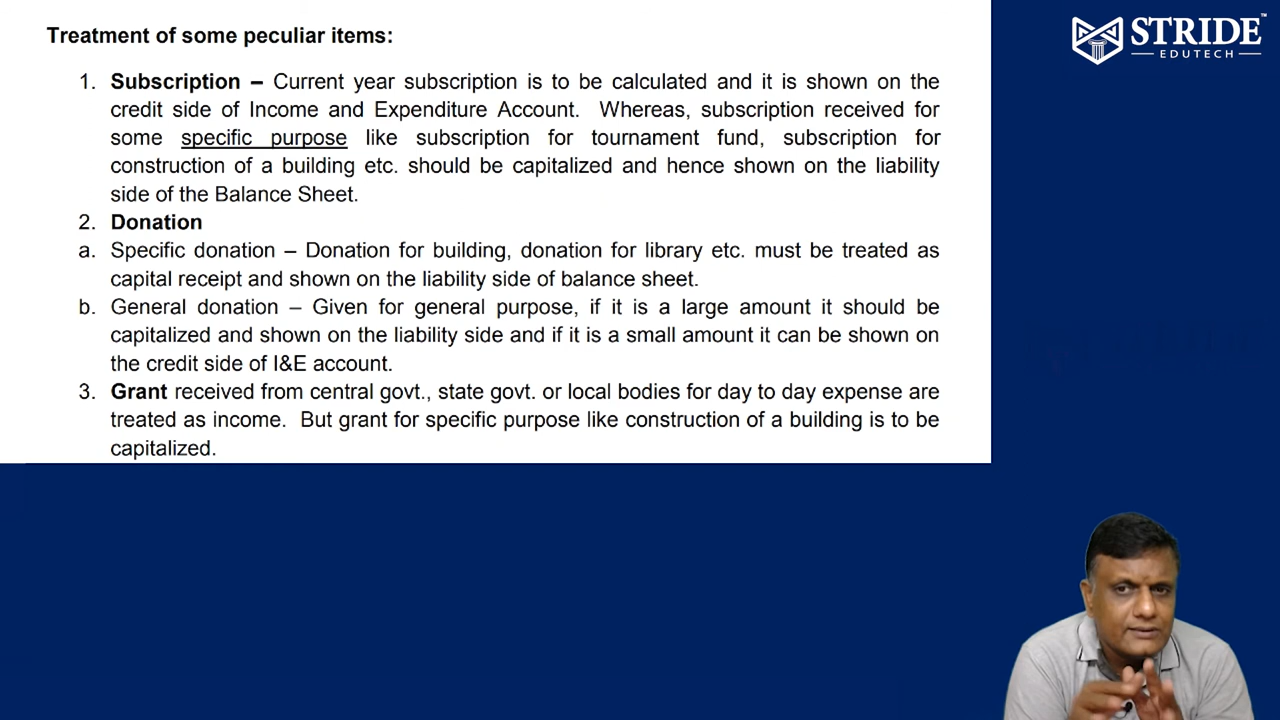 Treatment of some peculiar items:
STRIDE™
EDUTECH
1. Subscription – Current year subscription is to be calculated and it is shown on the
credit side of Income and Expenditure Account. Whereas, subscription received for
some specific purpose like subscription for tournament fund, subscription for
construction of a building etc. should be capitalized and hence shown on the liability
side of the Balance Sheet.
2. Donation
a. Specific donation – Donation for building, donation for library etc. must be treated as
capital receipt and shown on the liability side of balance sheet.
b. General donation – Given for general purpose, if it is a large amount it should be
capitalized and shown on the liability side and if it is a small amount it can be shown on
the credit side of I&E account.
3. Grant received from central govt., state govt. or local bodies for day to day expense are
treated as income. But grant for specific purpose like construction of a building is to be
capitalized.